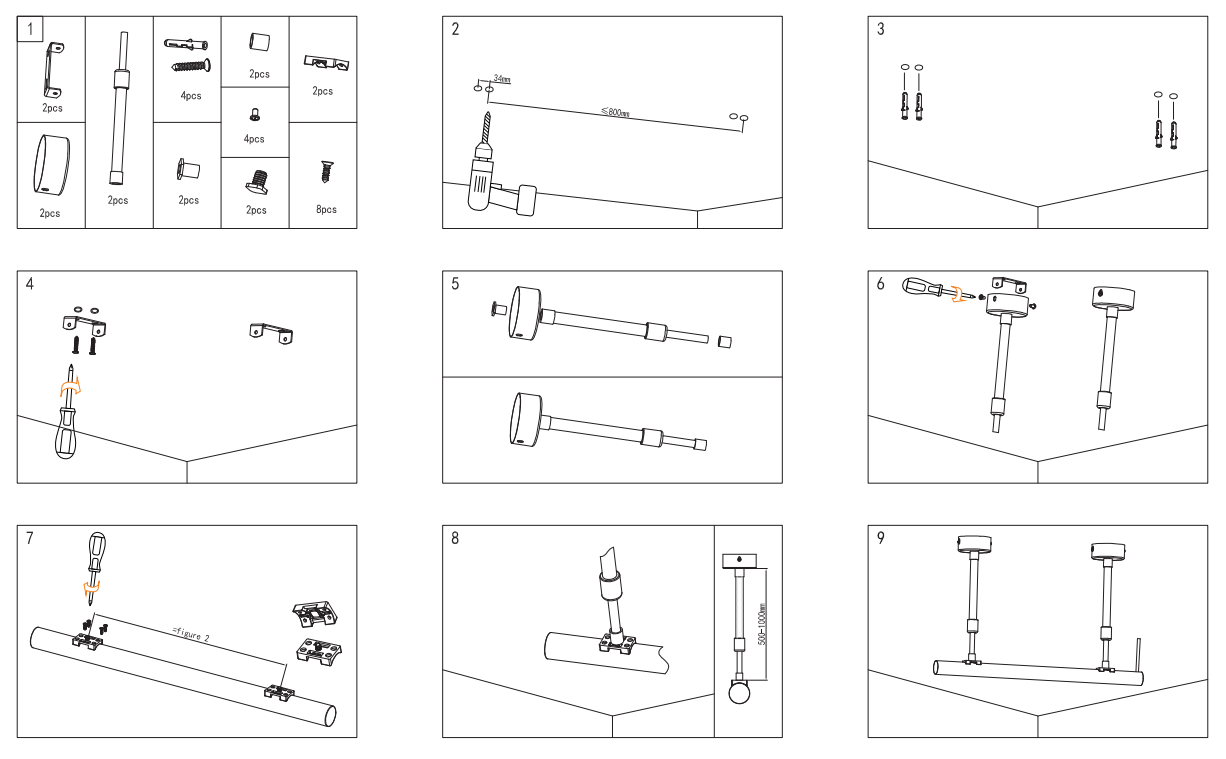 1
2pcs
2pcs
4pcs
2pcs
4pcs
2pcs
2pcs
2pcs
2pcs
8pcs
2
34mm
≤800mm
3
4
5
6
7
=figure 2
8
500-1000mm
9